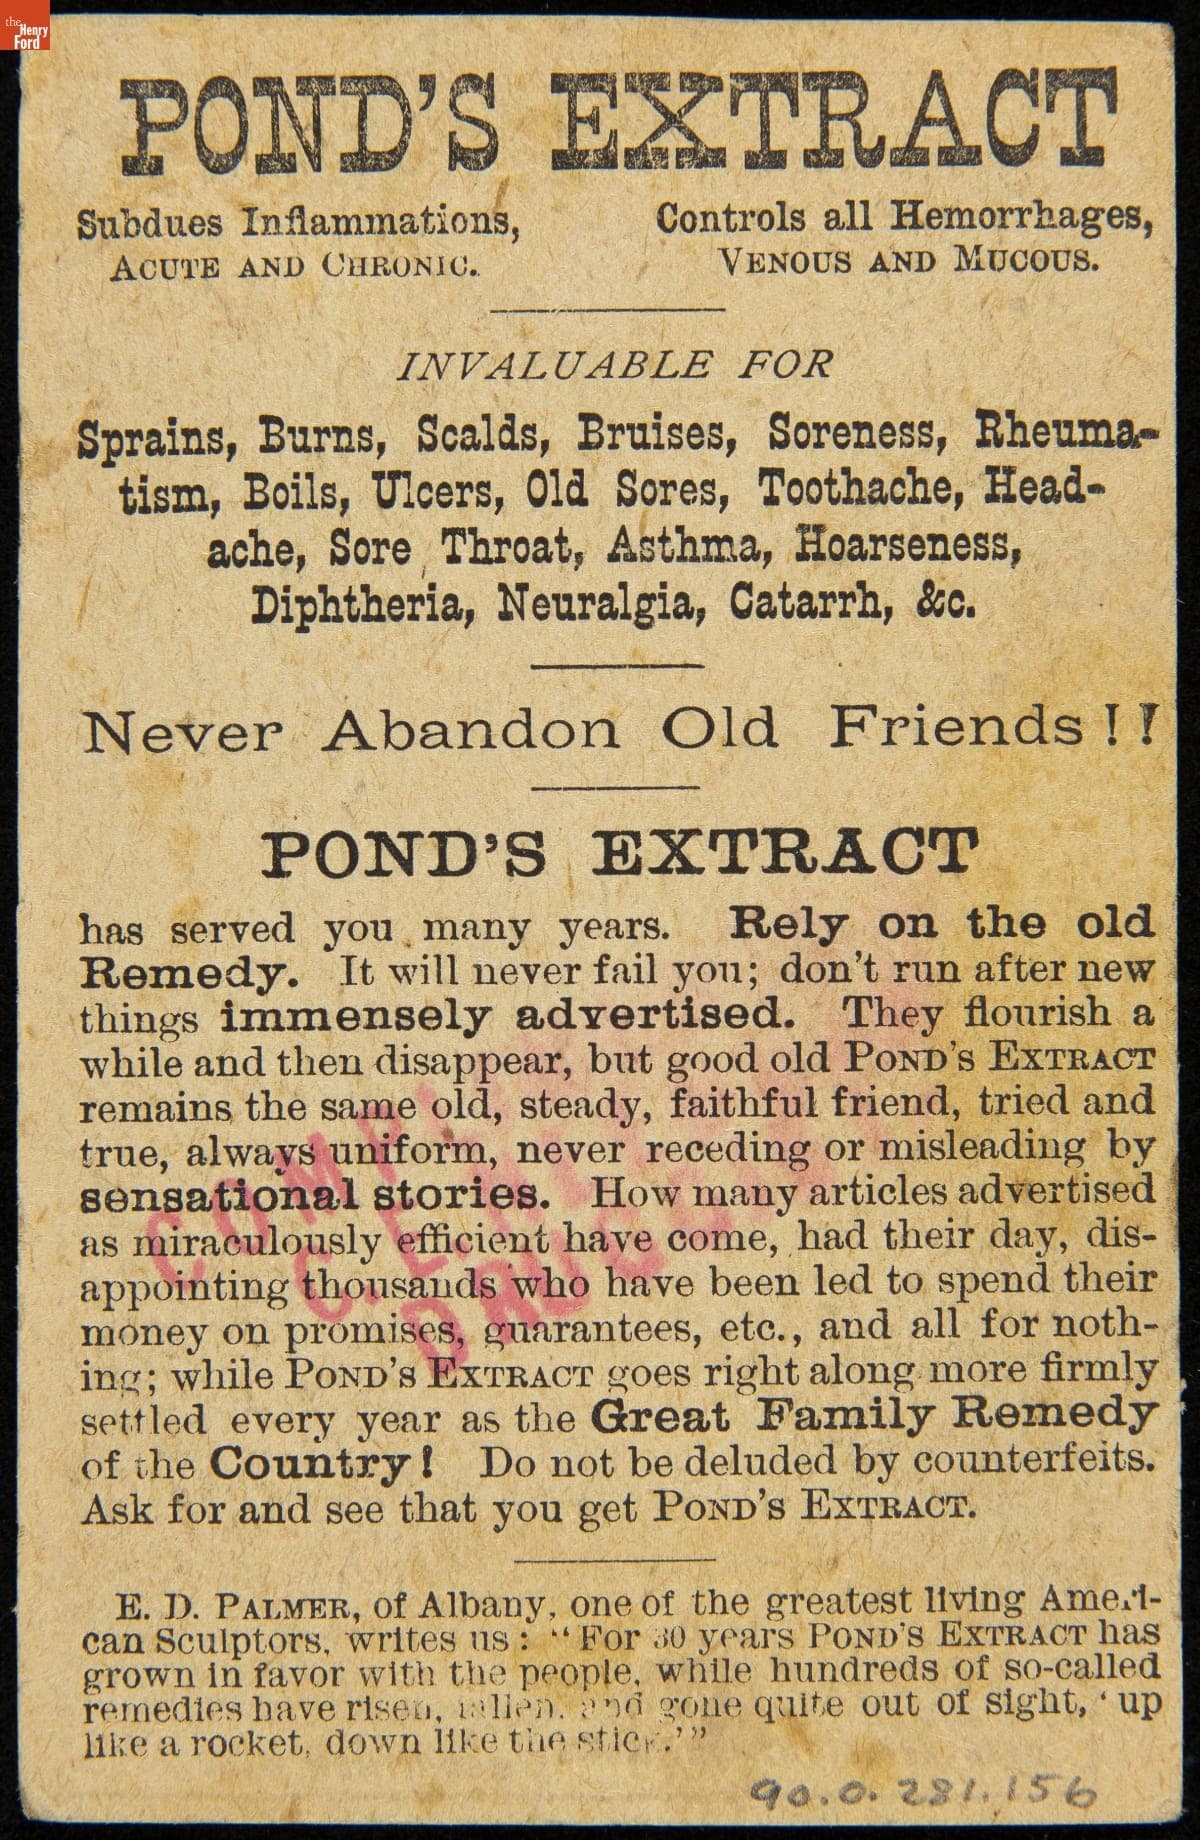 the
Henry
Ford
POND'S EXTRACT
Subdues Inflammations, Controls all Hemorrhages,
ACUTE AND CHRONIC. VENOUS AND MUCOUS.
INVALUABLE FOR
Sprains, Burns, Scalds, Bruises, Soreness, Rheuma-
tism, Boils, Ulcers, Old Sores, Toothache, Head-
ache, Sore Throat, Asthma, Hoarseness,
Diphtheria, Neuralgia, Catarrh, &c.
Never Abandon Old Friends!!
POND'S EXTRACT
has served you many years. Rely on the old
Remedy. It will never fail you; don't run after new
things immensely advertised. They flourish a
while and then disappear, but good old POND'S EXTRACT
remains the same old, steady, faithful friend, tried and
true, always uniform, never receding or misleading by
sensational stories. How many articles advertised
as miraculously efficient have come, had their day, dis-
appointing thousands who have been led to spend their
money on promises, guarantees, etc., and all for noth-
ing; while POND'S EXTRACT goes right along more firmly
settled every year as the Great Family Remedy
of the Country! Do not be deluded by counterfeits.
Ask for and see that you get POND'S EXTRACT.
E. D. PALMER, of Albany, one of the greatest living Ameri-
can Sculptors, writes us: "For 30 years POND'S EXTRACT has
grown in favor with the people, while hundreds of so-called
remedies have risen, fallen, and gone quite out of sight, 'up
like a rocket, down like the stick.'"
90.0.281.156